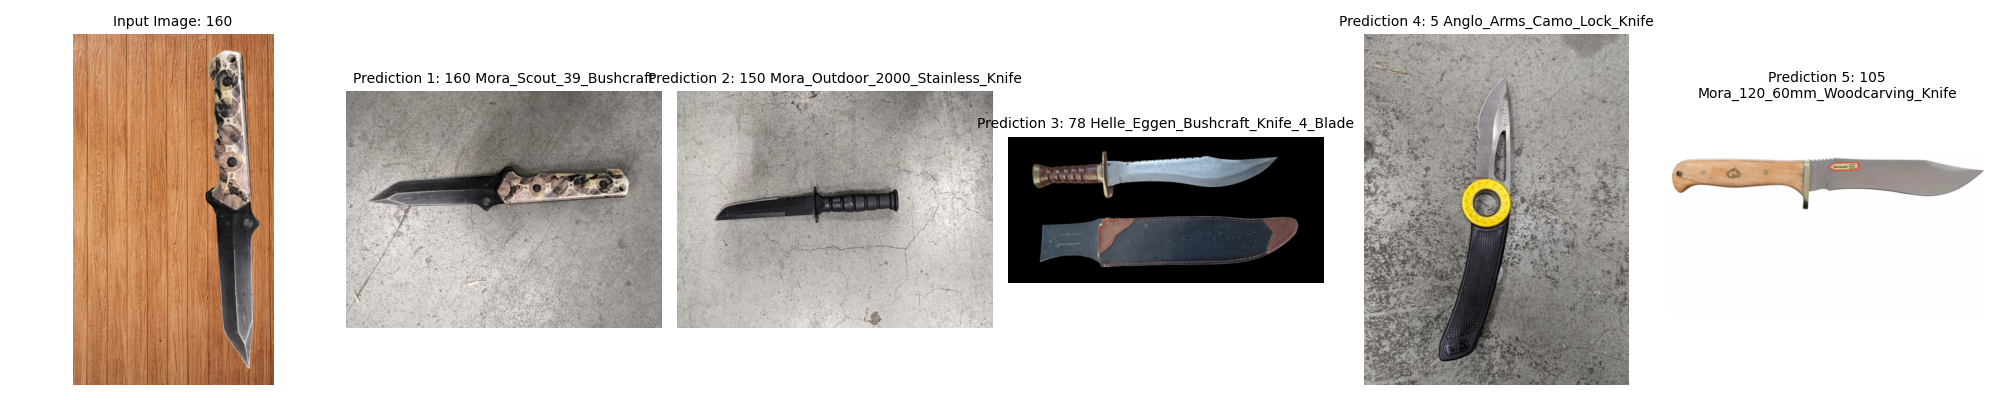 Input Image: 160
Prediction 1: 160 Mora_Scout_39_Bushcraft
Prediction 2: 150 Mora_Outdoor_2000_Stainless_Knife
Prediction 3: 78 Helle_Eggen_Bushcraft_Knife_4_Blade
Prediction 4: 5 Anglo_Arms_Camo_Lock_Knife
Prediction 5: 105
Mora_120_60mm_Woodcarving_Knife